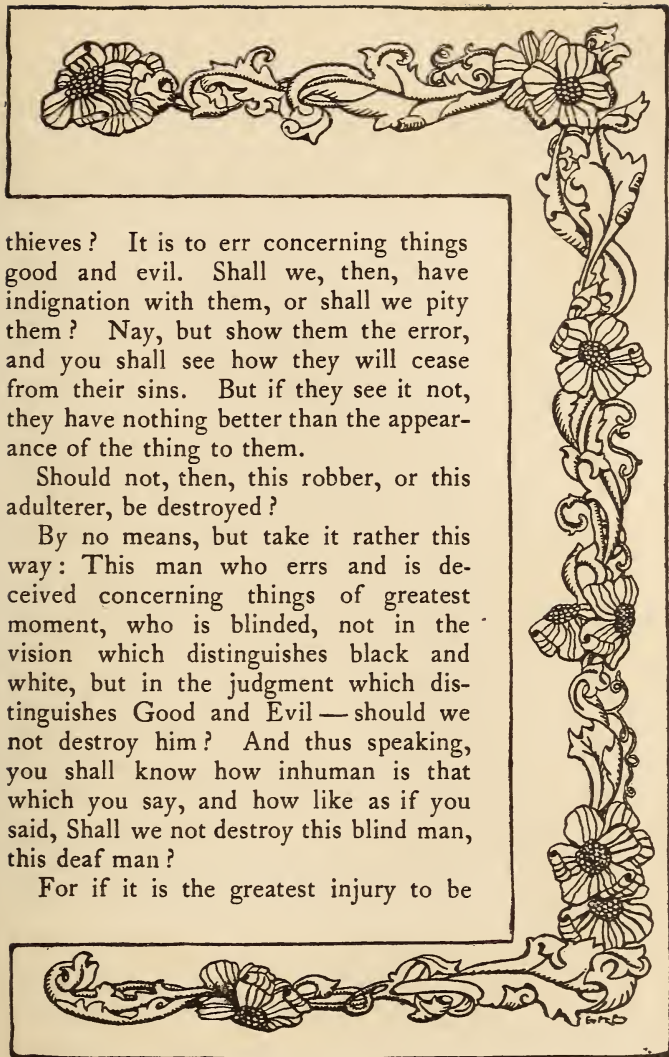 thieves? It is to err concerning things
good and evil. Shall we, then, have
indignation with them, or shall we pity
them? Nay, but show them the error,
and you shall see how they will cease
from their sins. But if they see it not,
they have nothing better than the appear-
ance of the thing to them.
Should not, then, this robber, or this
adulterer, be destroyed?
By no means, but take it rather this
way: This man who errs and is de-
ceived concerning things of greatest
moment, who is blinded, not in the
vision which distinguishes black and
white, but in the judgment which dis-
tinguishes Good and Evil — should we
not destroy him? And thus speaking,
you shall know how inhuman is that
which you say, and how like as if you
said, Shall we not destroy this blind man,
this deaf man?
For if it is the greatest injury to be